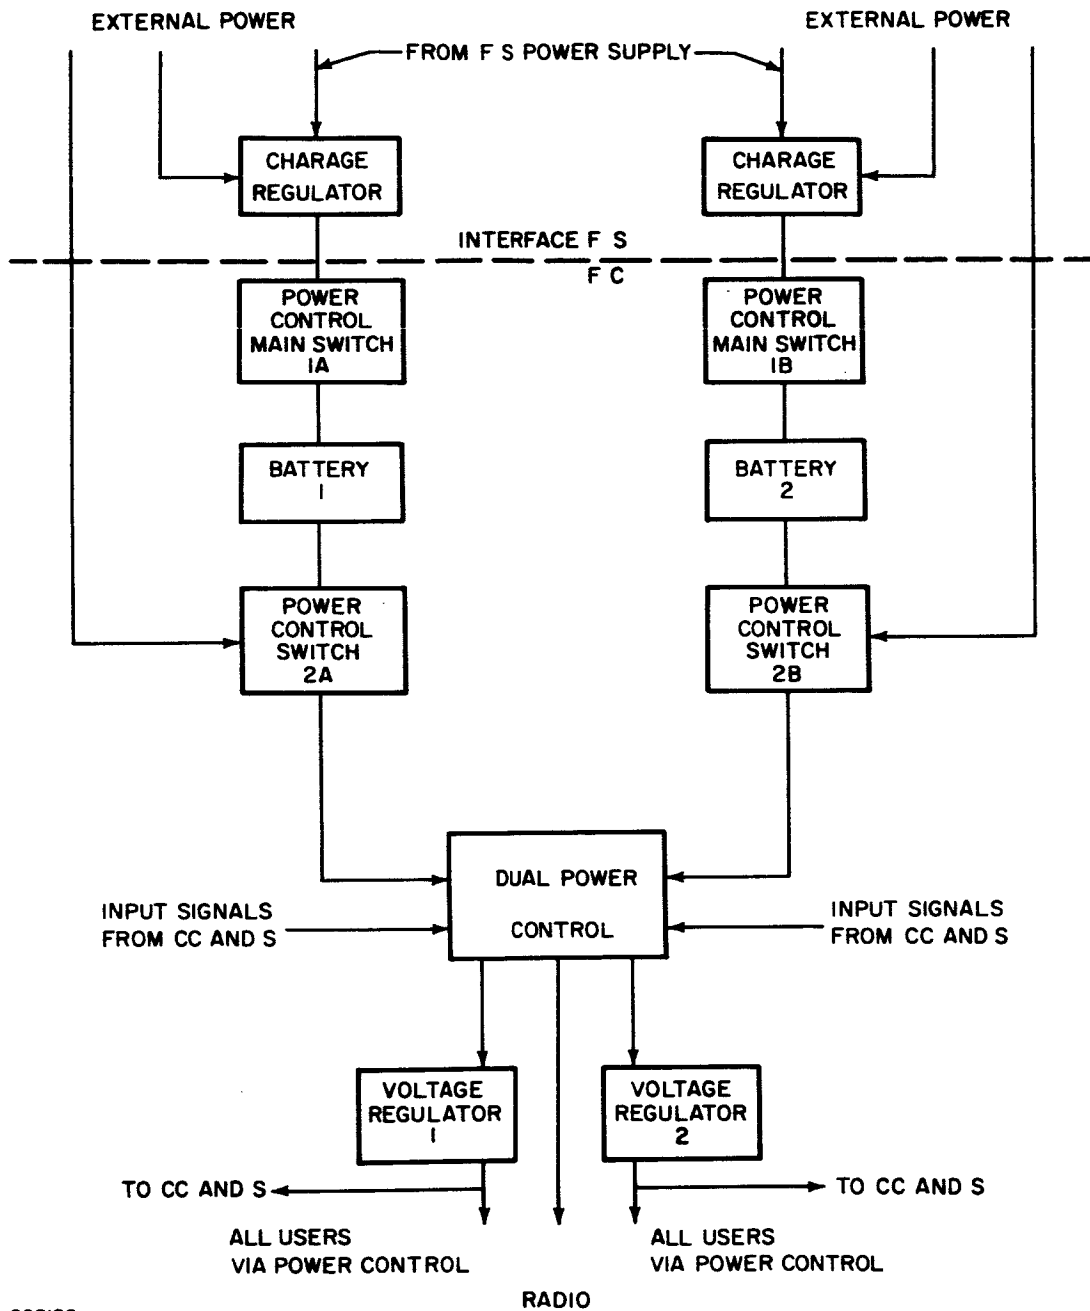 EXTERNAL POWER
EXTERNAL POWER
FROM F S POWER SUPPLY
CHARAGE
REGULATOR
CHARAGE
REGULATOR
INTERFACE F S
F C
POWER
CONTROL
MAIN SWITCH
1A
POWER
CONTROL
MAIN SWITCH
1B
BATTERY
1
BATTERY
2
POWER
CONTROL
SWITCH
2A
POWER
CONTROL
SWITCH
2B
DUAL POWER
CONTROL
INPUT SIGNALS
FROM CC AND S
INPUT SIGNALS
FROM CC AND S
VOLTAGE
REGULATOR
1
VOLTAGE
REGULATOR
2
TO CC AND S
TO CC AND S
ALL USERS
VIA POWER CONTROL
ALL USERS
VIA POWER CONTROL
RADIO